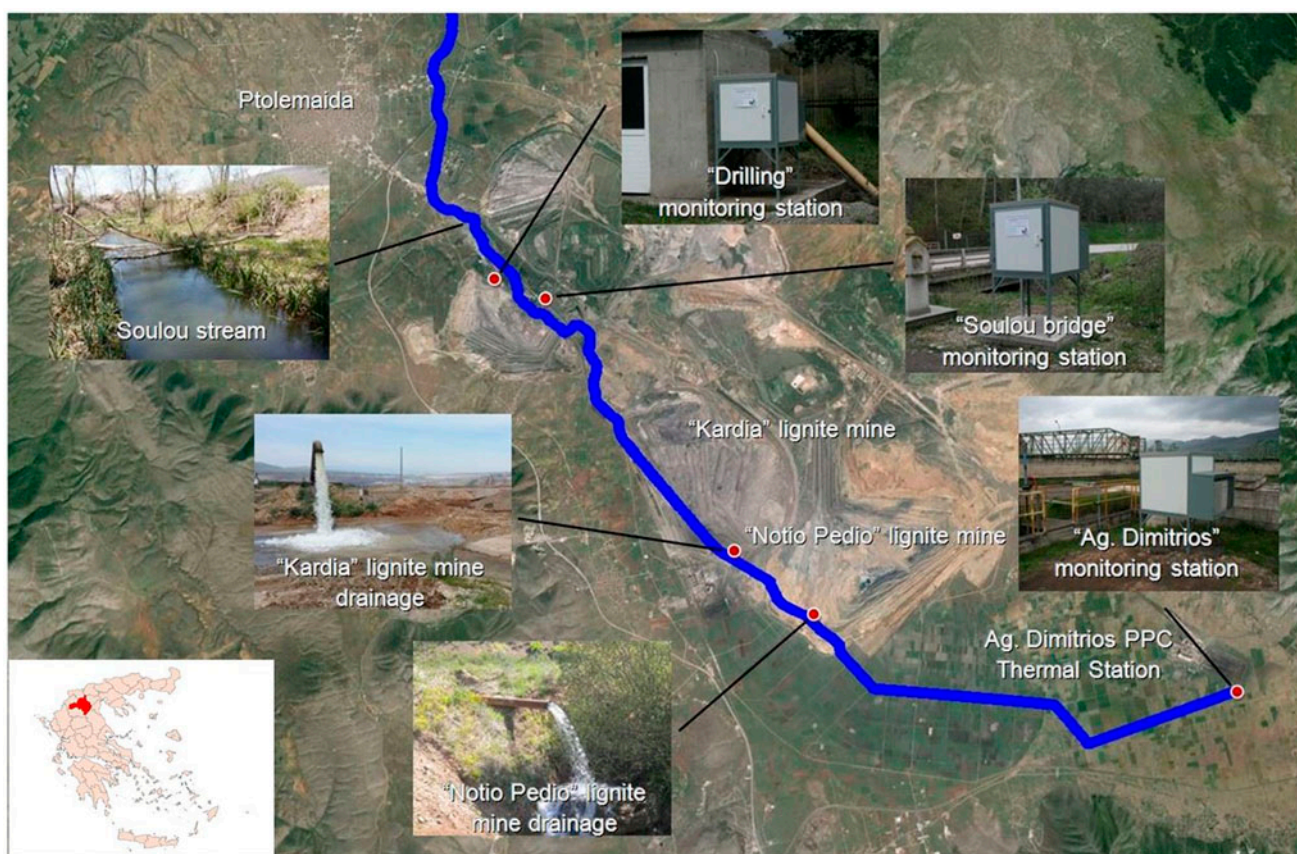 Ptolemaida
“Drilling”
monitoring station
Soulou stream
“Soulou bridge”
monitoring station
“Kardia” lignite mine
“Kardia” lignite mine
drainage
“Notio Pedio” lignite mine
“Ag. Dimitrios”
monitoring station
Ag. Dimitrios PPC
Thermal Station
“Notio Pedio” lignite
mine drainage